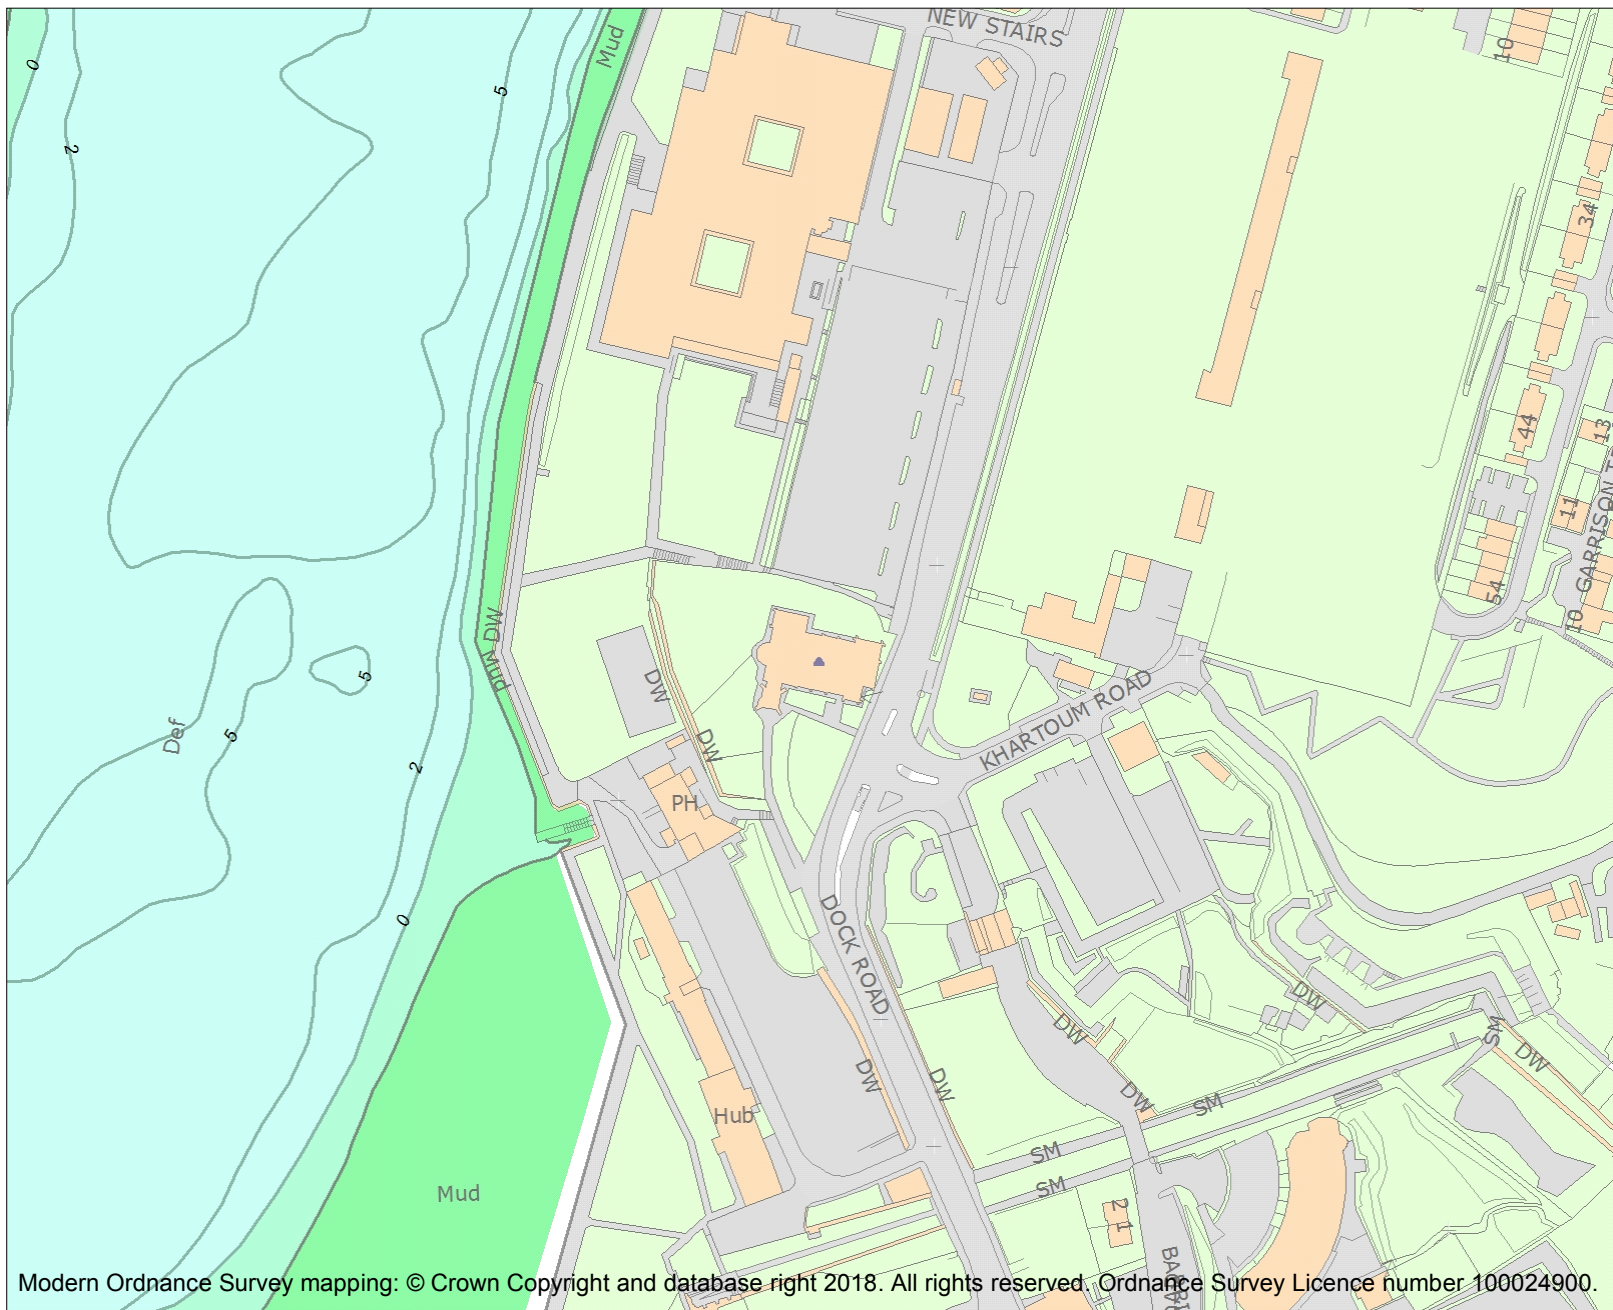 NEW STAIRS
Mud
10
0
5
2
34
44
13
11
GARRISON
54
10
Mud DW
DW
5
KHARTOUM ROAD
Def
5
DW
2
PH
0
DOCK ROAD
DW
DW
DW
DW
DW
SM
DW
SM
Hub
SM
Mud
SM
2 1
Modern Ordnance Survey mapping: © Crown Copyright and database right 2018. All rights reserved. Ordnance Survey Licence number 100024900.